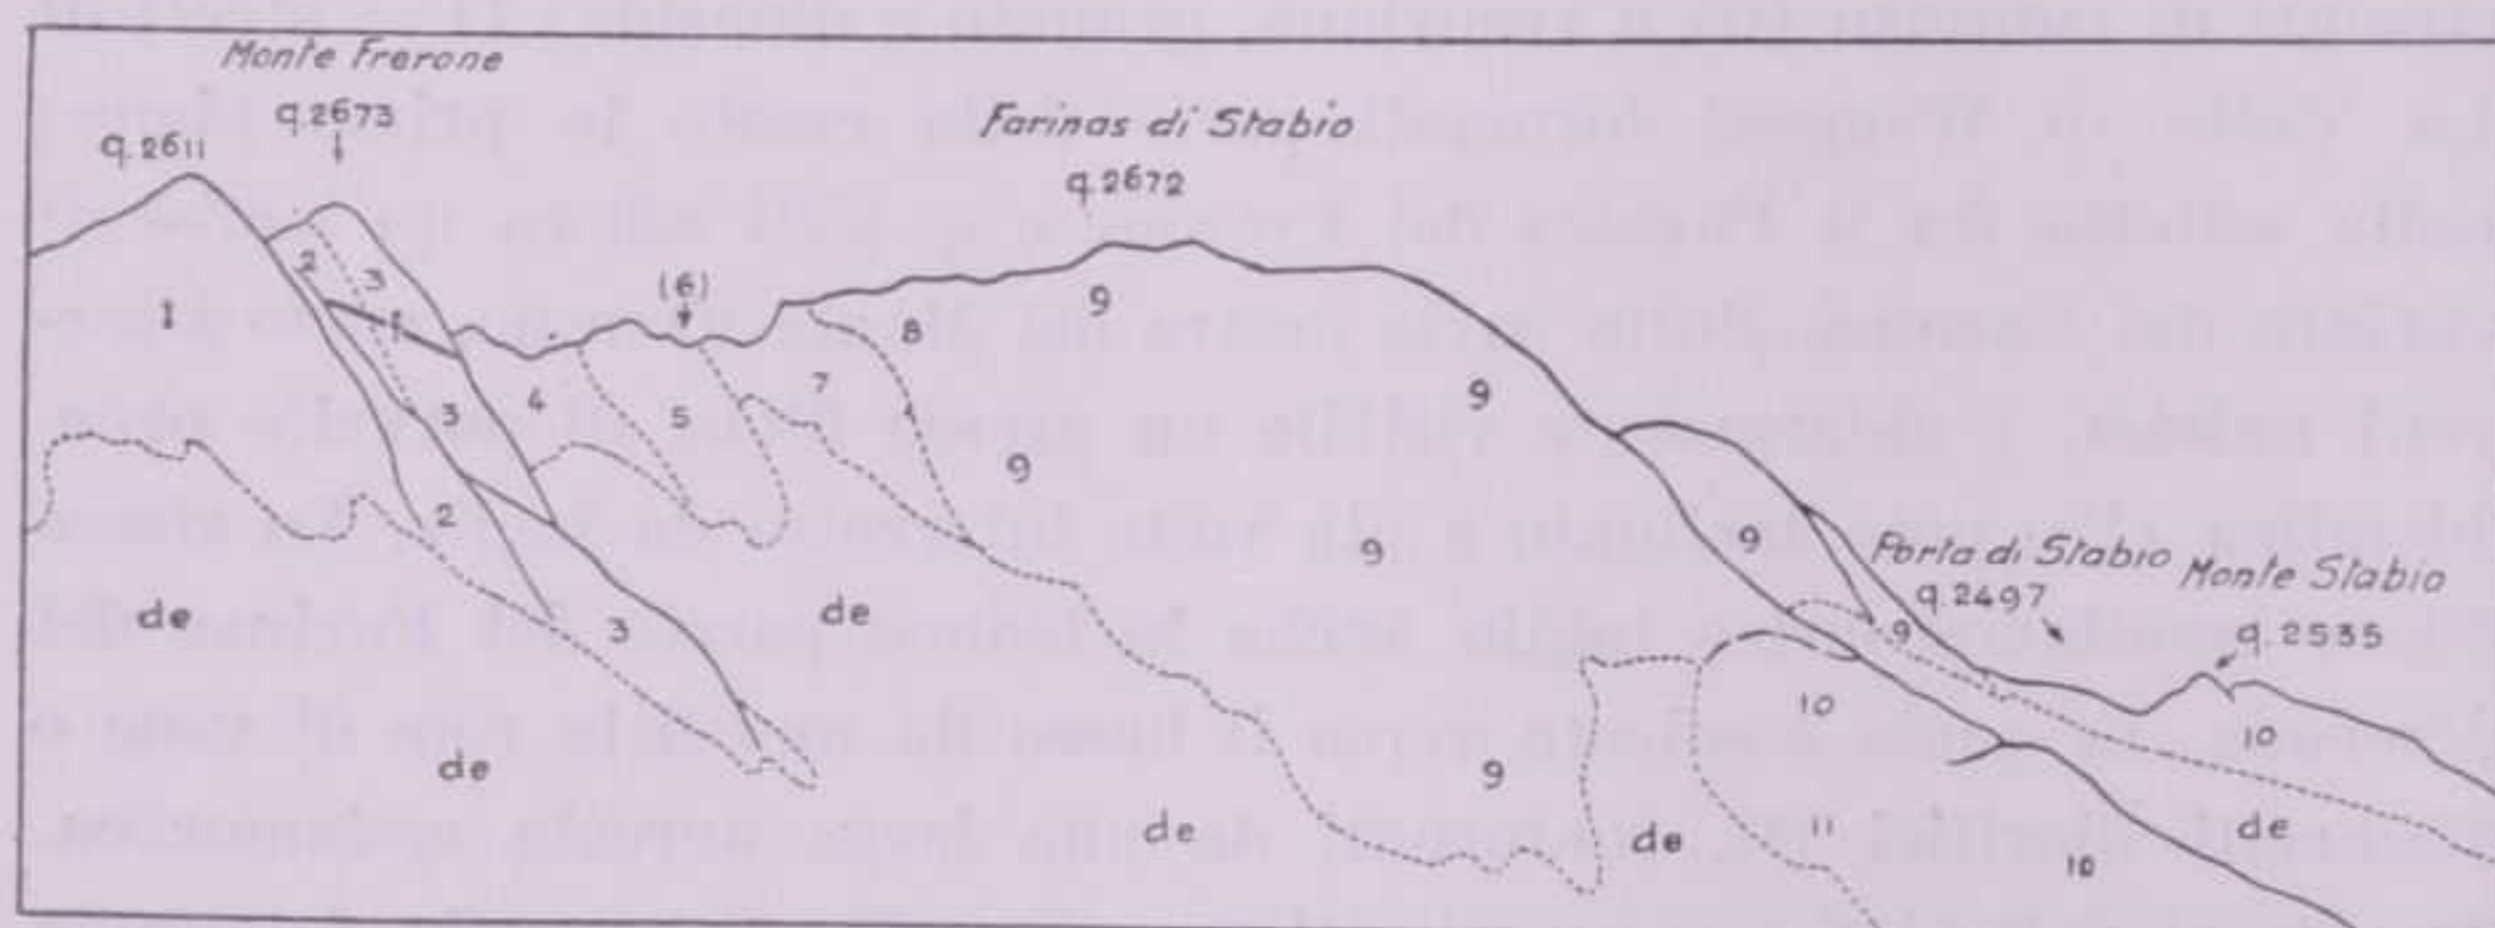 Monte Frerone
q.2673
q.2611
Farinas di Stabio
q.2672
(6)
2
3
1
1
9
8
7
9
3
4
5
9
2
9
9
Porta di Stabio
q.2497
Monte Stabio
q.2535
de
3
de
9
10
10
de
9
de
de
11
de
10